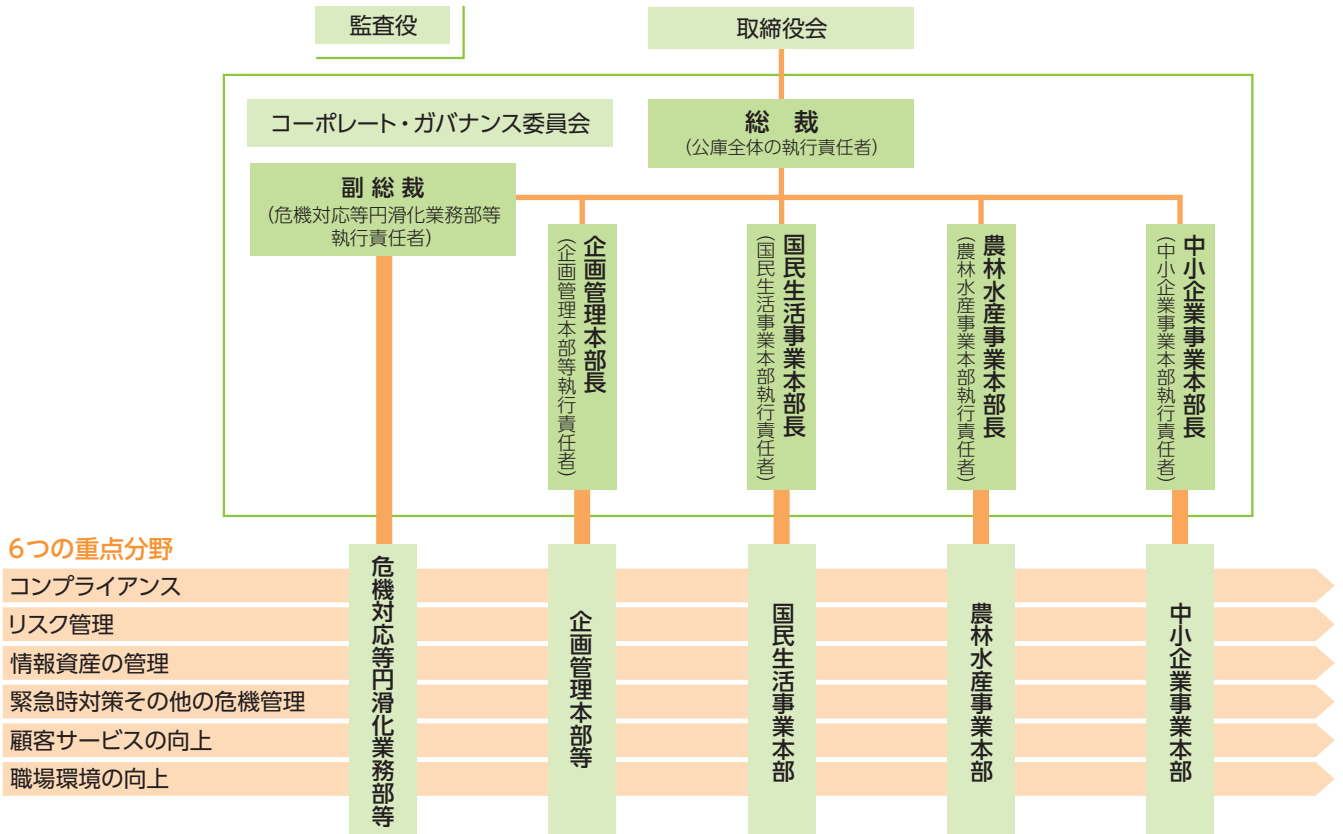 監査役
取締役会
コーポレート・ガバナンス委員会
総 裁
（公庫全体の執行責任者）
副総裁
（危機対応等円滑化業務部等
執行責任者）
企画管理本部長
（企画管理本部等執行責任者）
国民生活事業本部長
（国民生活事業本部執行責任者）
農林水産事業本部長
（農林水産事業本部執行責任者）
中小企業事業本部長
（中小企業事業本部執行責任者）
6つの重点分野
コンプライアンス
リスク管理
情報資産の管理
緊急時対策その他の危機管理
顧客サービスの向上
職場環境の向上
危機対応等円滑化業務部等
企画管理本部等
国民生活事業本部
農林水産事業本部
中小企業事業本部